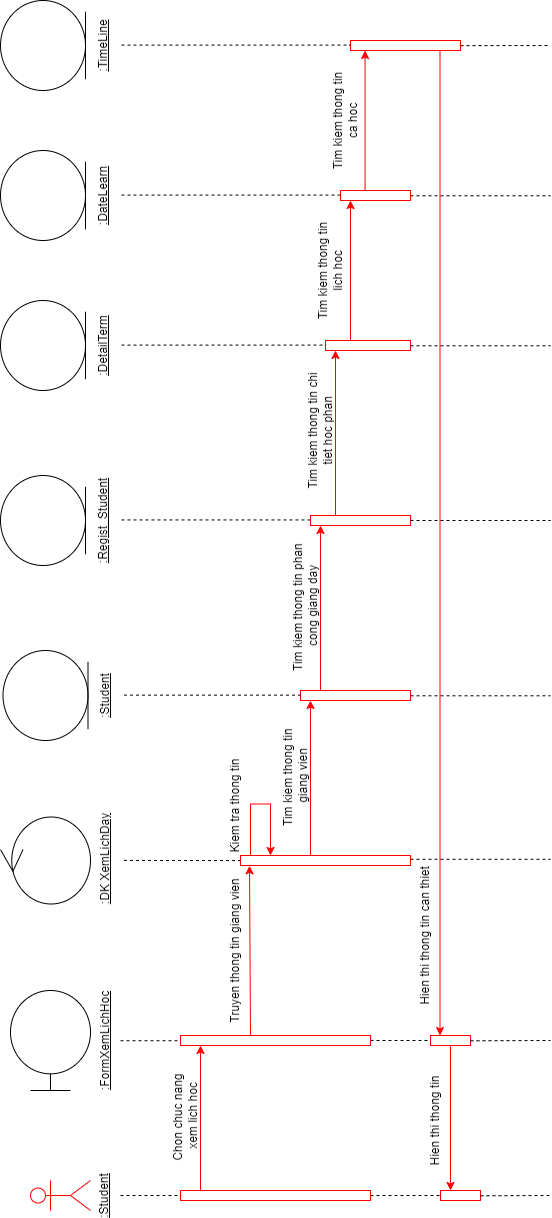 :Student
:FormXemLichHoc
:DK XemLichDay
:Student
:Regist_Student
:DetailTerm
:DateLearn
:TimeLine
Chon chuc nang
xem lich hoc
Truyen thong tin giang vien
Kiem tra thong tin
Tim kiem thong tin
giang vien
Tim kiem thong tin phan
cong giang day
Tim kiem thong tin chi
tiet hoc phan
Tim kiem thong tin
lich hoc
Tim kiem thong tin
ca hoc
Hien thi thong tin can thiet
Hien thi thong tin